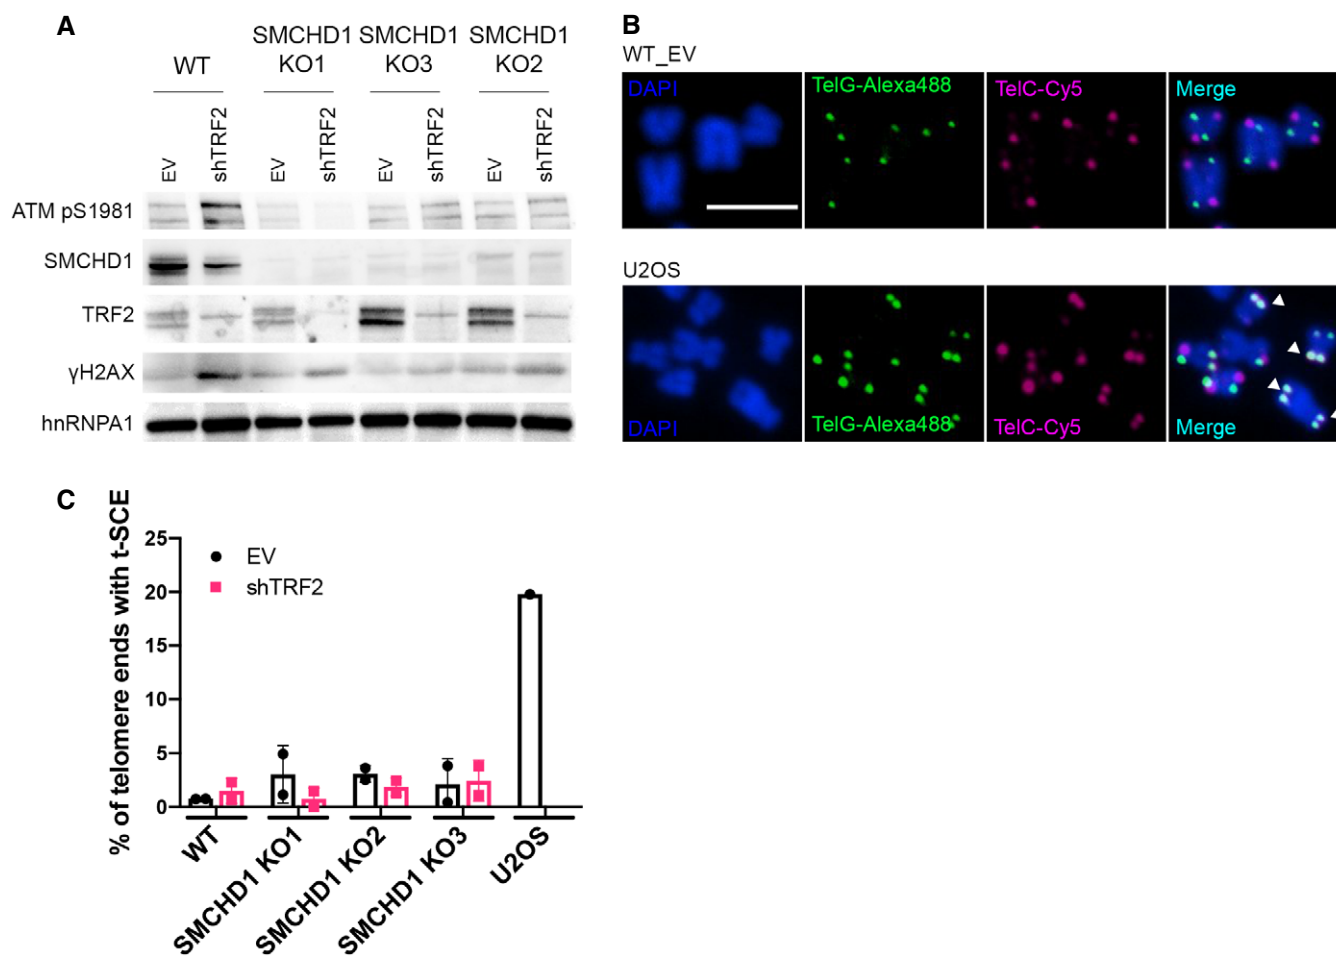 A
WT
SMCHD1 KO1
SMCHD1 KO3
SMCHD1 KO2
EV
shTRF2
EV
shTRF2
EV
shTRF2
EV
shTRF2
ATM pS1981
SMCHD1
TRF2
γH2AX
hnRNPA1
B
WT_EV
DAPI
TelG-Alexa488
TelC-Cy5
Merge
U2OS
DAPI
TelG-Alexa488
TelC-Cy5
Merge
C
% of telomere ends with t-SCE
25
20
15
10
5
0
EV
shTRF2
WT
SMCHD1 KO1
SMCHD1 KO2
SMCHD1 KO3
U2OS